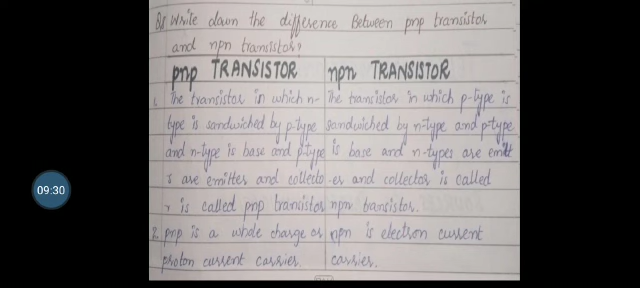 Q8 Write down the difference Between pnp transistor
and npn transistor?
pnp TRANSISTOR
1. The transistor in which n-
type is sandwiched by p-type
and n-type is base and p-type
s are emitter and collecto
r is called pnp transistor
2. pnp is a whole charge or
proton current carrier.
npn TRANSISTOR
The transistor in which p-type is
sandwiched by n-type and p-type
is base and n-types are emitt
-er and collector is called
npn transistor.
npn is electron current
carrier.
09:30